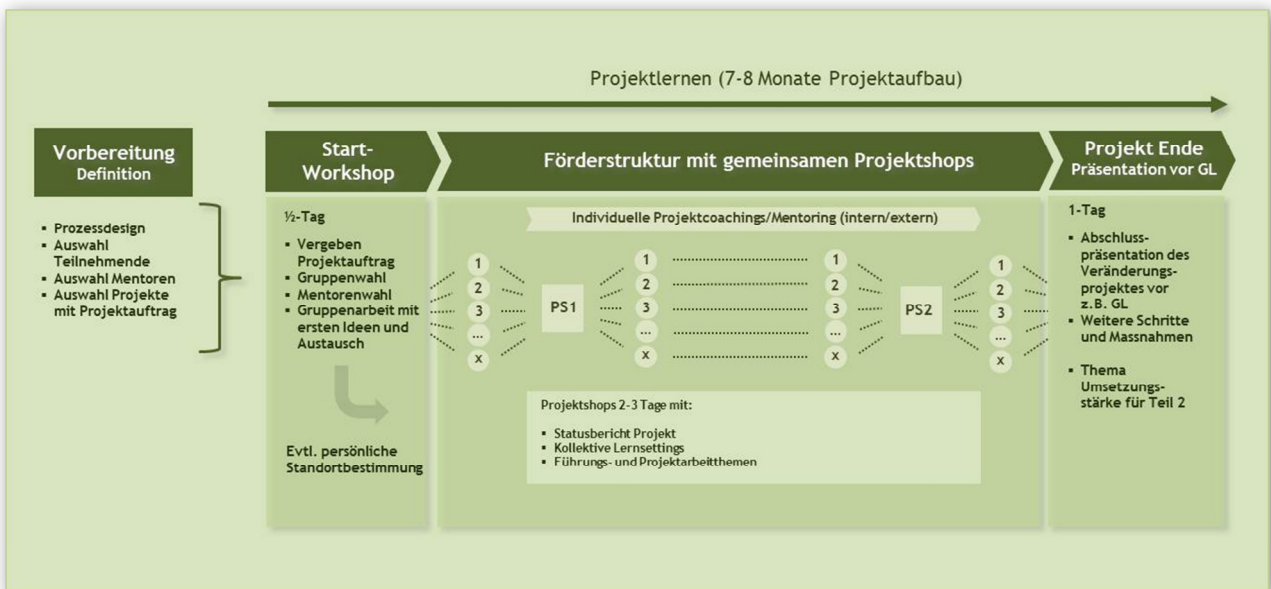 Projektlernen (7-8 Monate Projektaufbau)
Vorbereitung
Definition
▪ Prozessdesign
▪ Auswahl
Teilnehmende
▪ Auswahl Mentoren
▪ Auswahl Projekte
mit Projektauftrag
Start-
Workshop
½-Tag
▪ Vergeben
Projektauftrag
▪ Gruppenwahl
▪ Mentorenwahl
▪ Gruppenarbeit mit
ersten Ideen und
Austausch
Evtl. persönliche
Standortbestimmung
Förderstruktur mit gemeinsamen Projektshops
Individuelle Projektcoachings/Mentoring (intern/extern)
1
2
3
...
x
PS1
1
2
3
...
x
1
2
3
...
x
PS2
1
2
3
...
x
Projektshops 2-3 Tage mit:
▪ Statusbericht Projekt
▪ Kollektive Lernsettings
▪ Führungs- und Projektarbeitthemen
Projekt Ende
Präsentation vor GL
1-Tag
▪ Abschluss-
präsentation des
Veränderungs-
projektes vor
z.B. GL
▪ Weitere Schritte
und Massnahmen
▪ Thema
Umsetzungs-
stärke für Teil 2